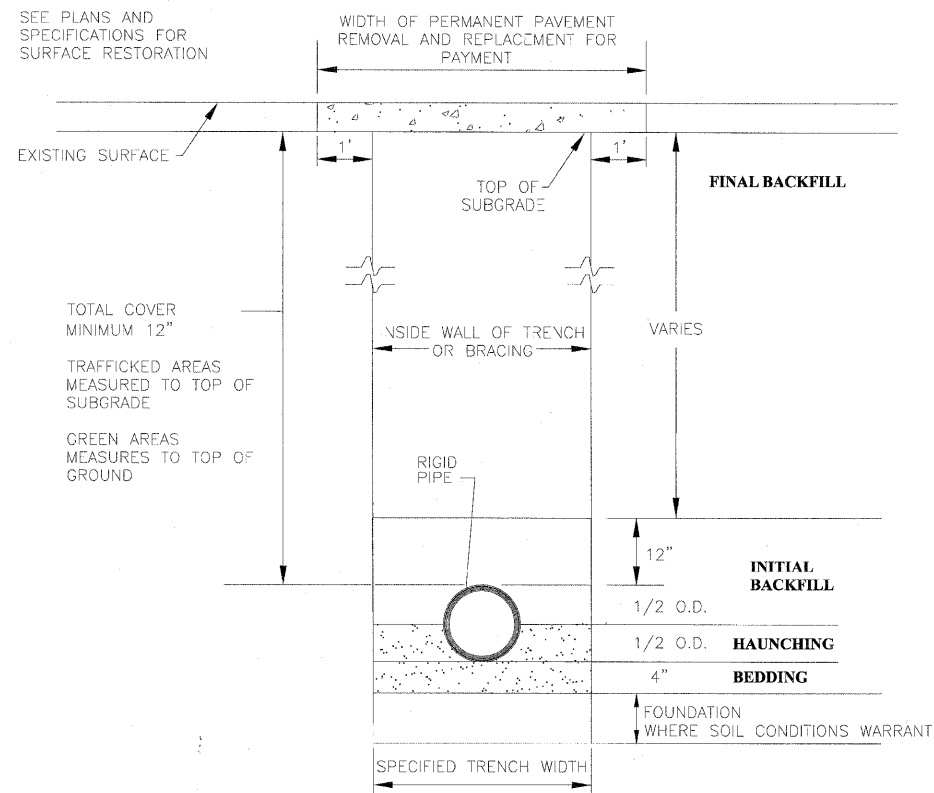 SEE PLANS AND
SPECIFICATIONS FOR
SURFACE RESTORATION
WIDTH OF PERMANENT PAVEMENT
REMOVAL AND REPLACEMENT FOR
PAYMENT
EXISTING SURFACE
1'
1'
TOP OF
SUBGRADE
FINAL BACKFILL
TOTAL COVER
MINIMUM 12"
TRAFFICKED AREAS
MEASURED TO TOP OF
SUBGRADE
GREEN AREAS
MEASURES TO TOP OF
GROUND
INSIDE WALL OF TRENCH
OR BRACING
VARIES
RIGID
PIPE
12"
INITIAL
BACKFILL
1/2 O.D.
1/2 O.D. HAUNCHING
4" BEDDING
FOUNDATION
WHERE SOIL CONDITIONS WARRANT
SPECIFIED TRENCH WIDTH